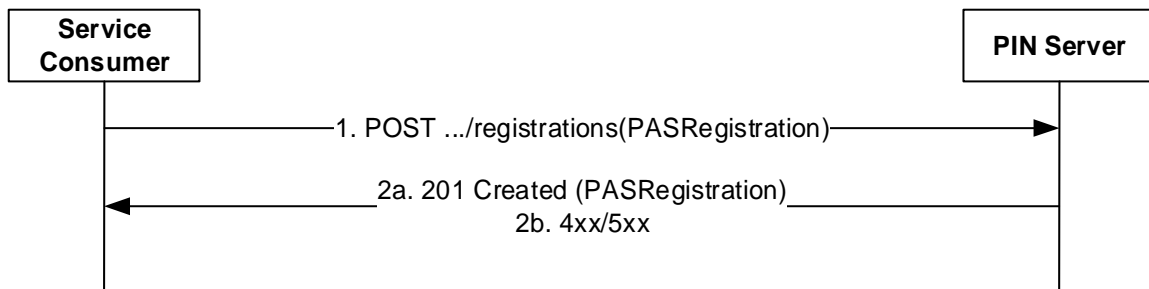 Service
Consumer
PIN Server
1. POST .../registrations(PASRegistration)
2a. 201 Created (PASRegistration)
2b. 4xx/5xx